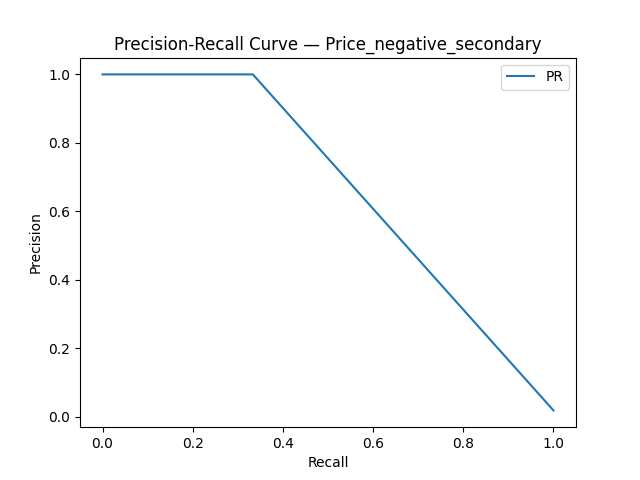 Precision-Recall Curve — Price_negative_secondary
PR
1.0
0.8
0.6
0.4
0.2
0.0
Precision
0.0 0.2 0.4 0.6 0.8 1.0
Recall